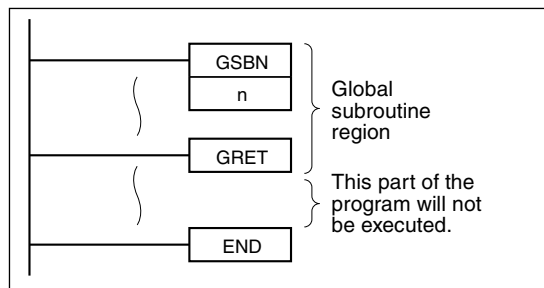 GSBN
n
Global
subroutine
region
GRET
This part of the
program will not
be executed.
END